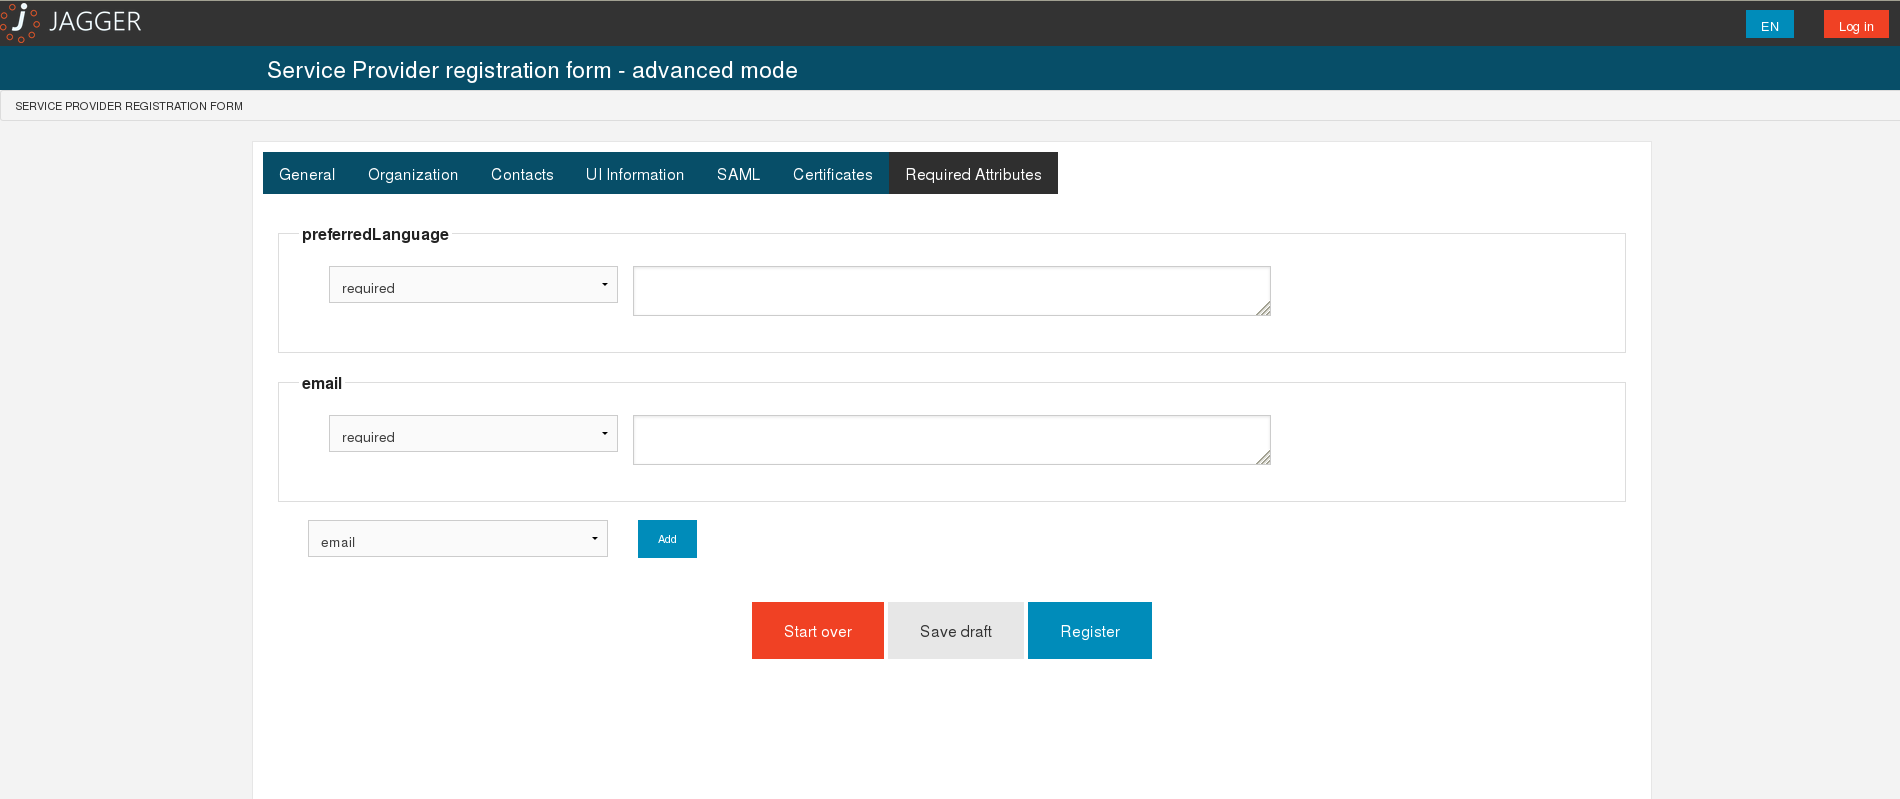 JAGGER
EN
Log in
Service Provider registration form - advanced mode
SERVICE PROVIDER REGISTRATION FORM
General Organization Contacts UI Information SAML Certificates Required Attributes
preferredLanguage
required
email
required
email
Add
Start over Save draft Register